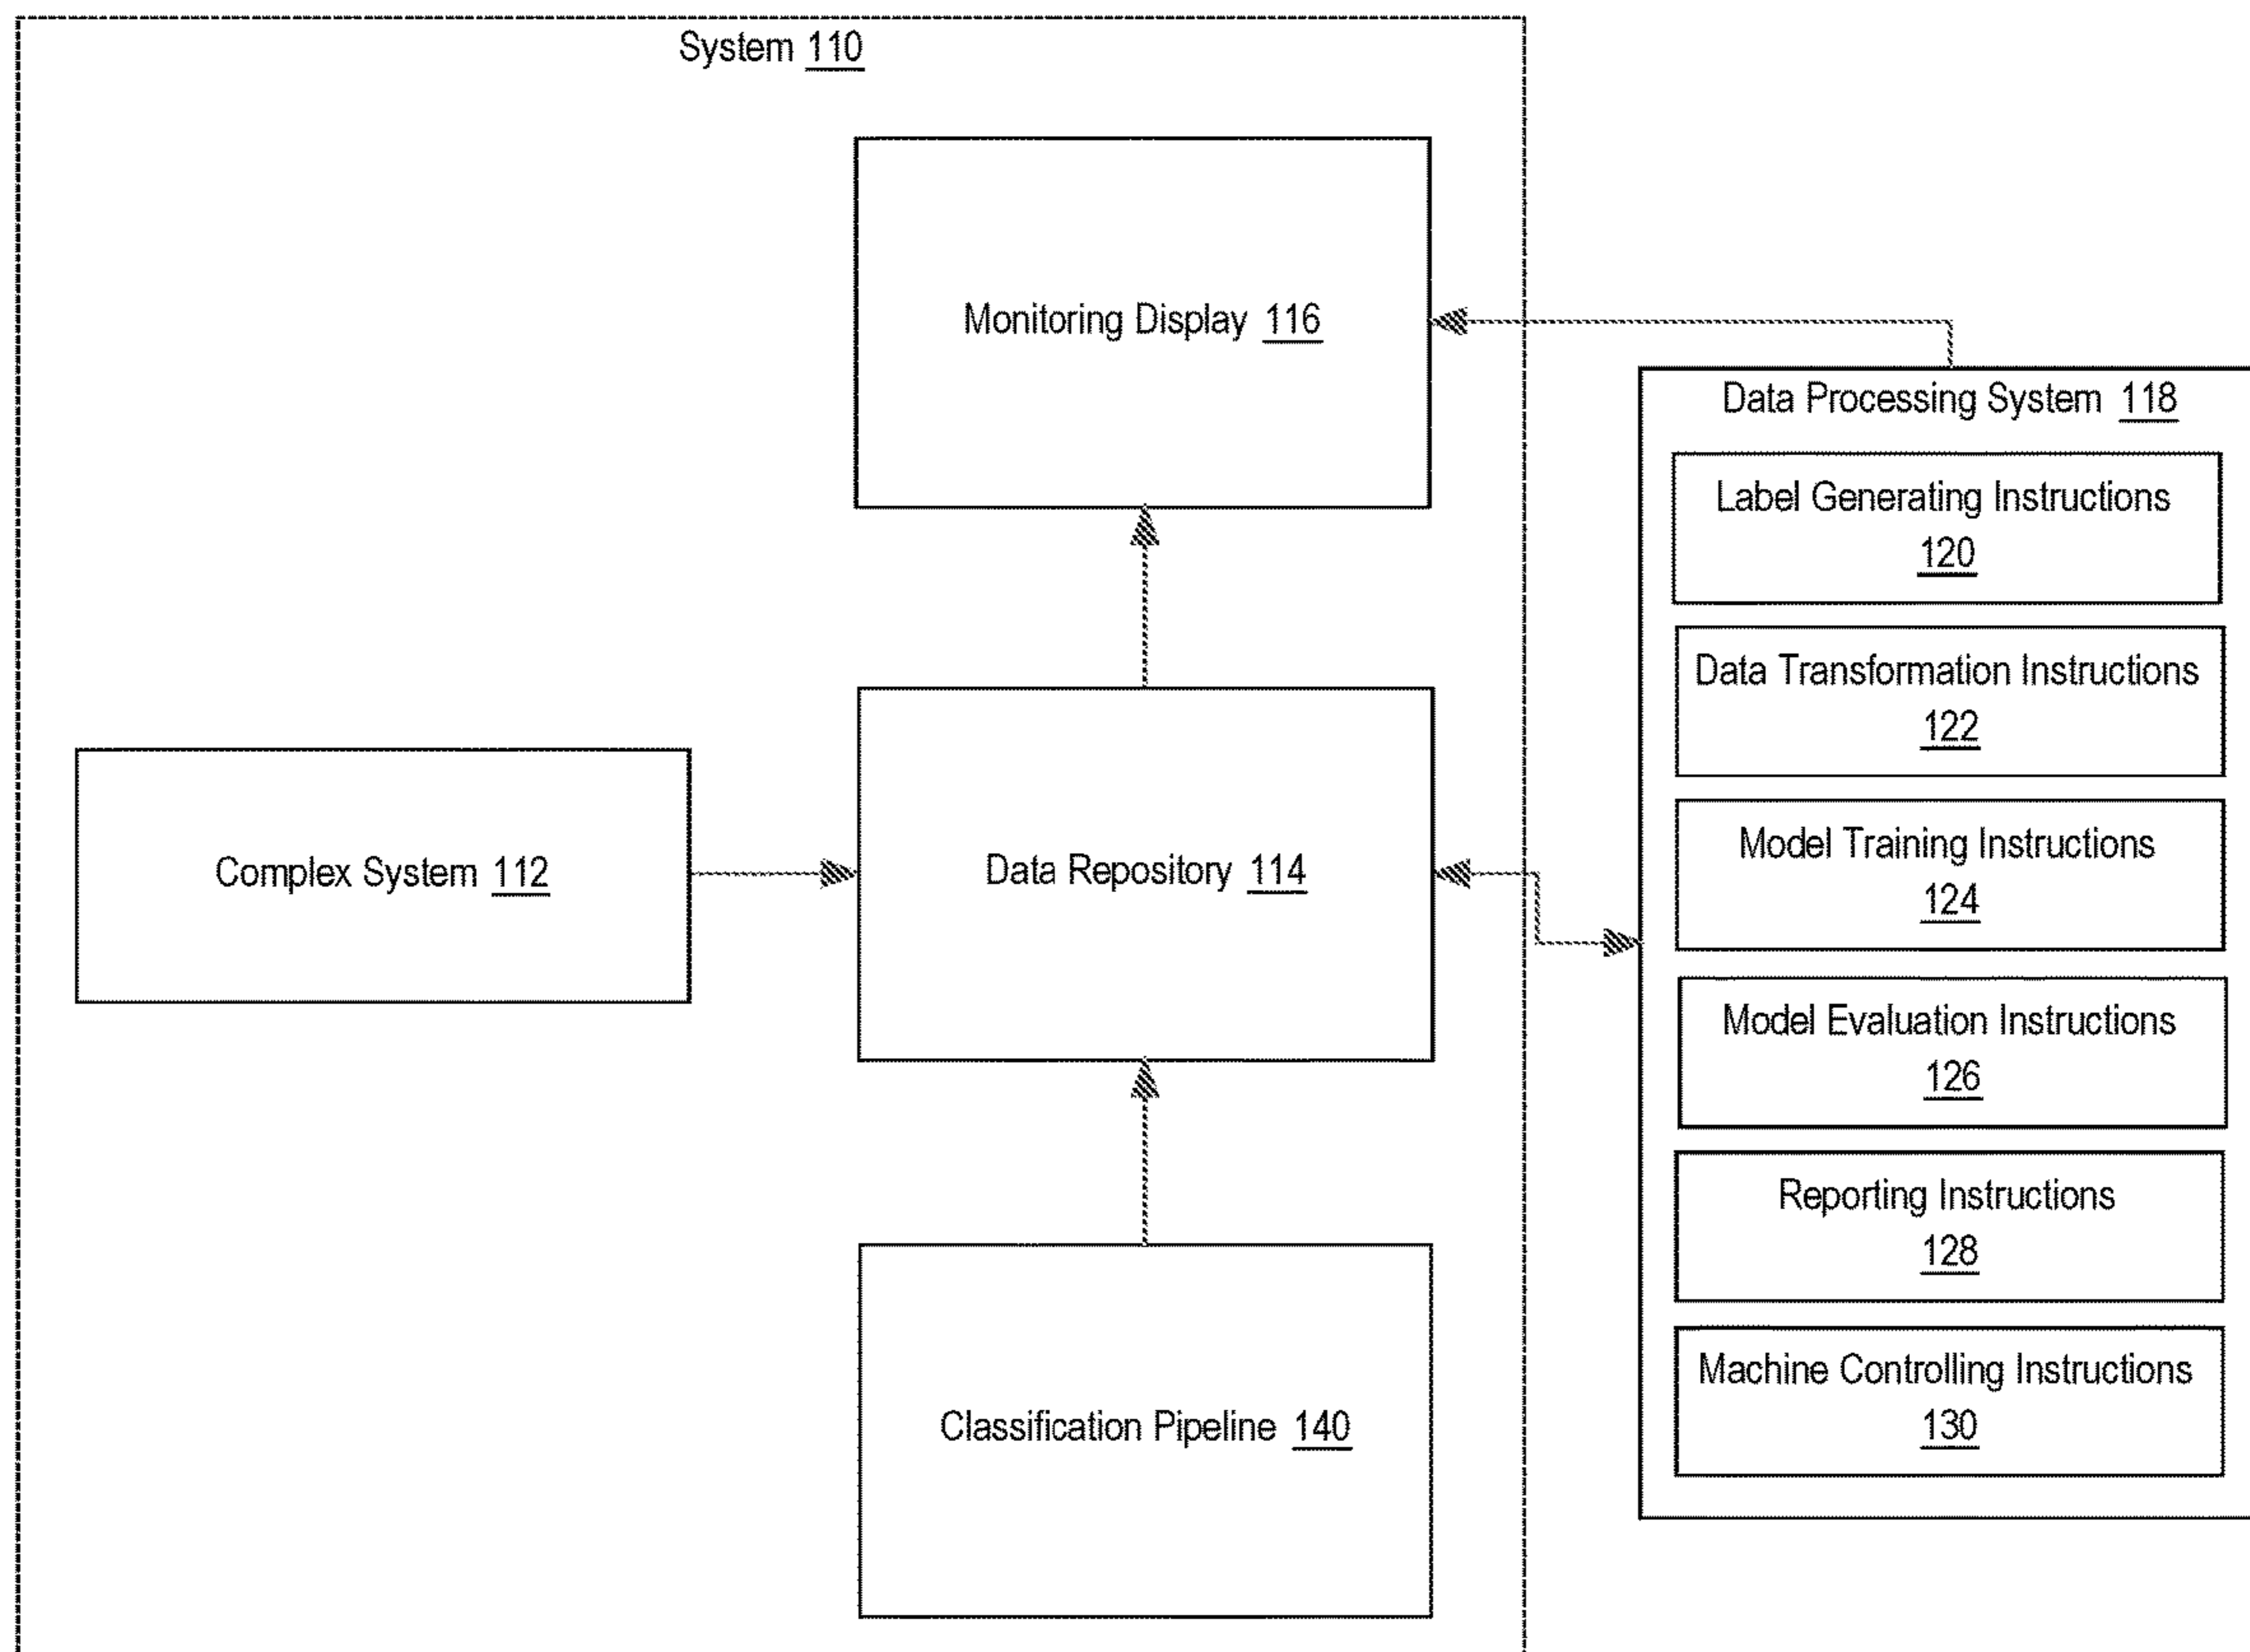 System 110
Monitoring Display 116
Data Processing System 118
Label Generating Instructions
120
Data Transformation Instructions
122
Model Training Instructions
124
Complex System 112
Data Repository 114
Model Evaluation Instructions
126
Reporting Instructions
128
Machine Controlling Instructions
130
Classification Pipeline 140